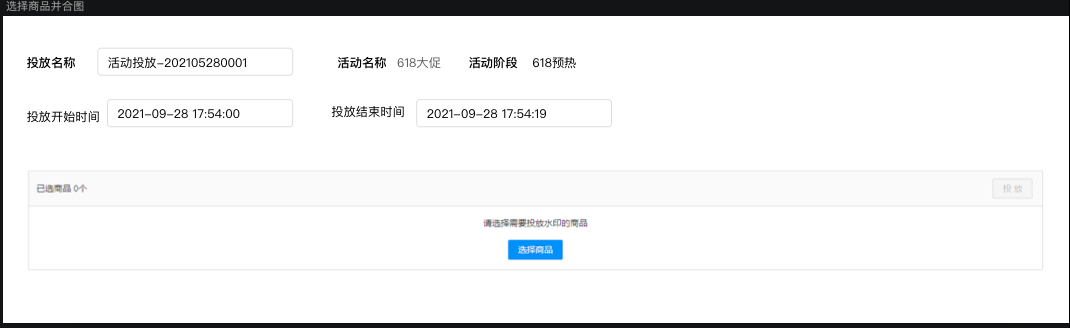 选择商品并合图
投放名称 活动投放-202105280001 活动名称 618大促 活动阶段 618预热
投放开始时间 2021-09-28 17:54:00 投放结束时间 2021-09-28 17:54:19
已选商品 0个 投 放
请选择需要投放水印的商品
选择商品